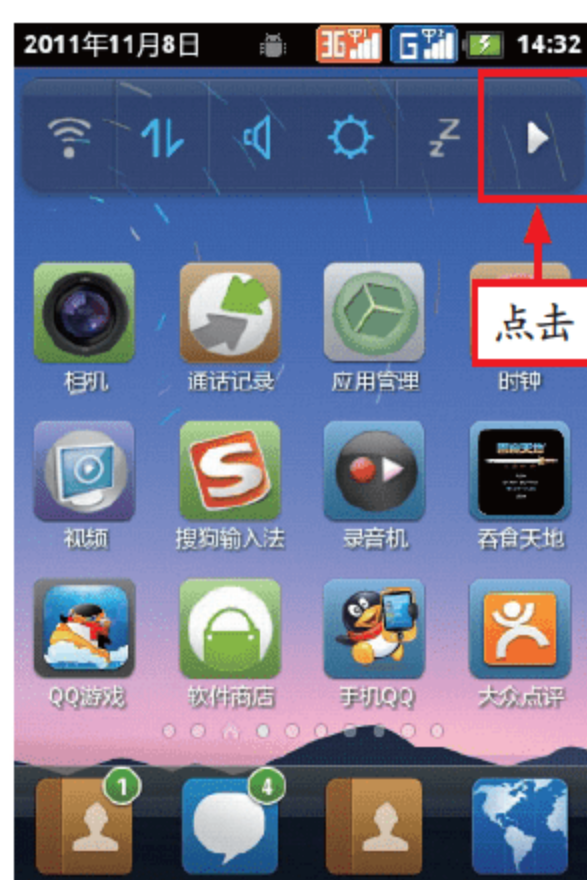 2011年11月8日 3G 1 G 2 14:32
点击
相机 通话记录 应用管理 时钟
视频 搜狗输入法 录音机 吞食天地
QQ游戏 软件商店 手机QQ 大众点评
1 4